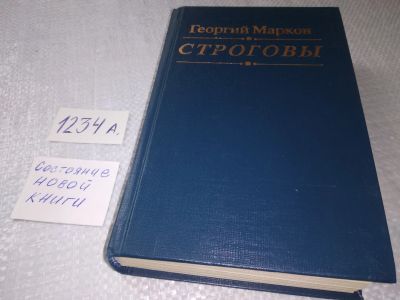 Георгий Марков
СТРОГОВЫ
1234 А.
Состояние
НОВОЙ
КНИГИ